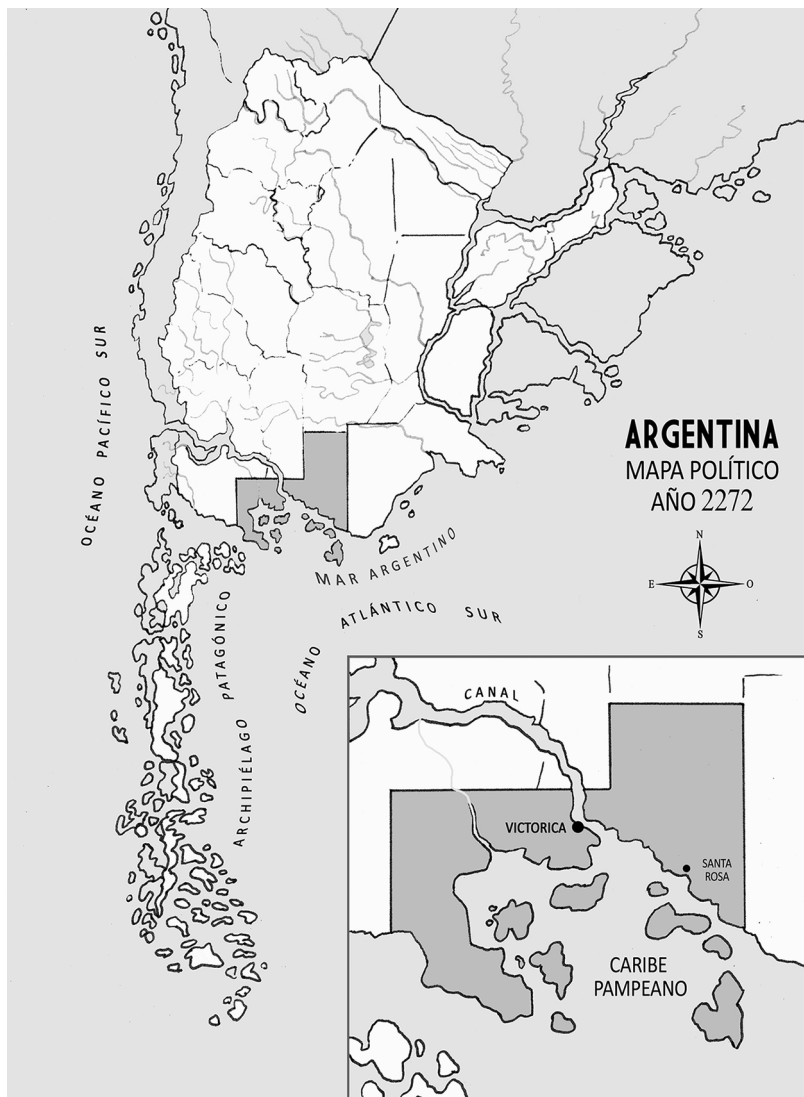 OCÉANO PACÍFICO SUR
ARGENTINA
MAPA POLÍTICO
AÑO 2272
N
E
O
S
MAR ARGENTINO
ATLÁNTICO SUR
OCÉANO
ARCHIPIÉLAGO PATAGÓNICO
CANAL
VICTORICA
SANTA
ROSA
CARIBE
PAMPEANO